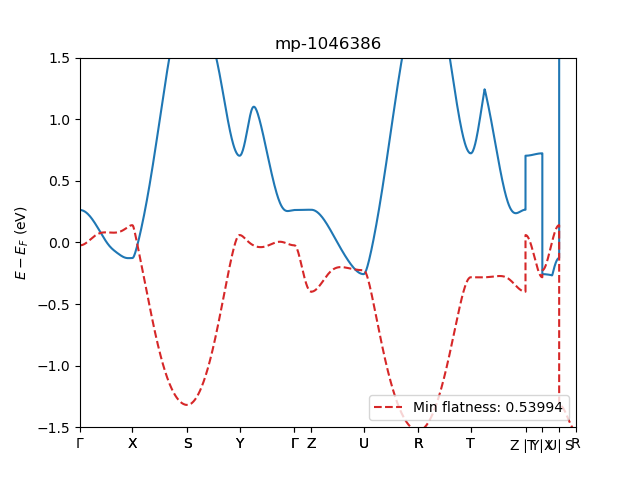 mp-1046386
E − E_F (eV)
1.5
1.0
0.5
0.0
−0.5
−1.0
−1.5
Min flatness: 0.53994
Γ X S Y Γ Z U R T Z | T Y | X U | S R